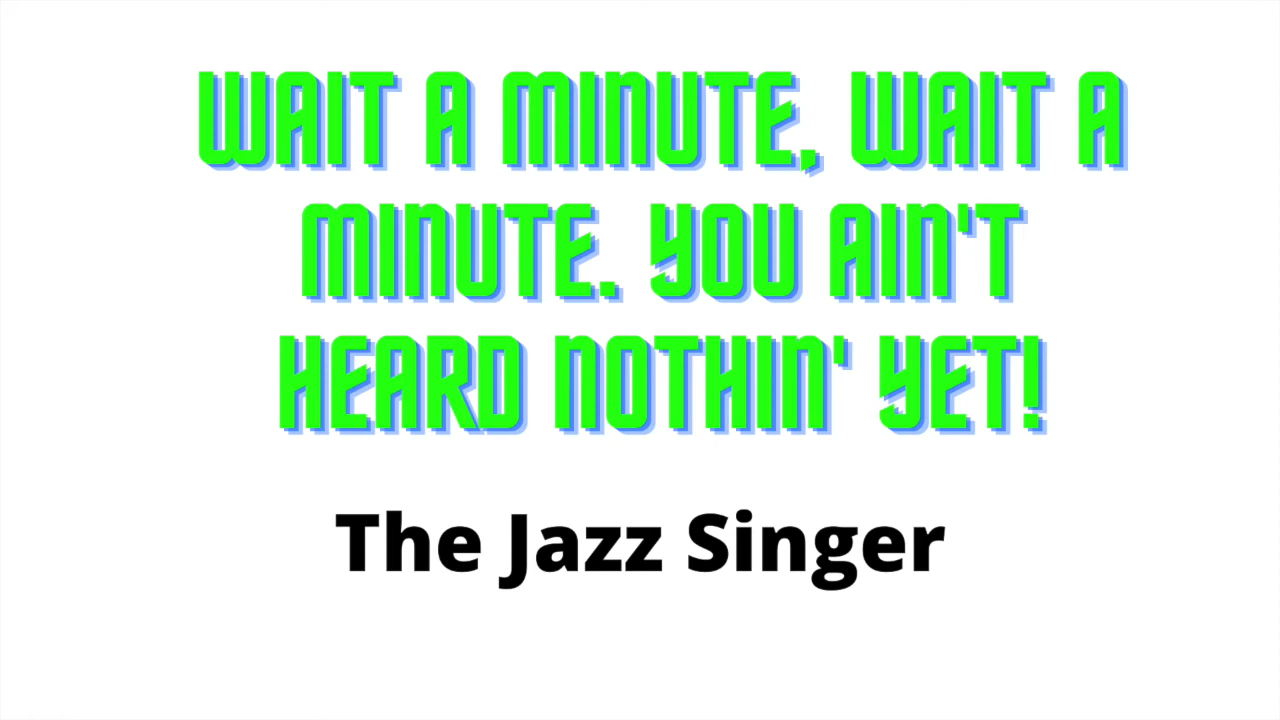 WAIT A MINUTE, WAIT A
MINUTE. YOU AIN'T
HEARD NOTHIN' YET!
The Jazz Singer